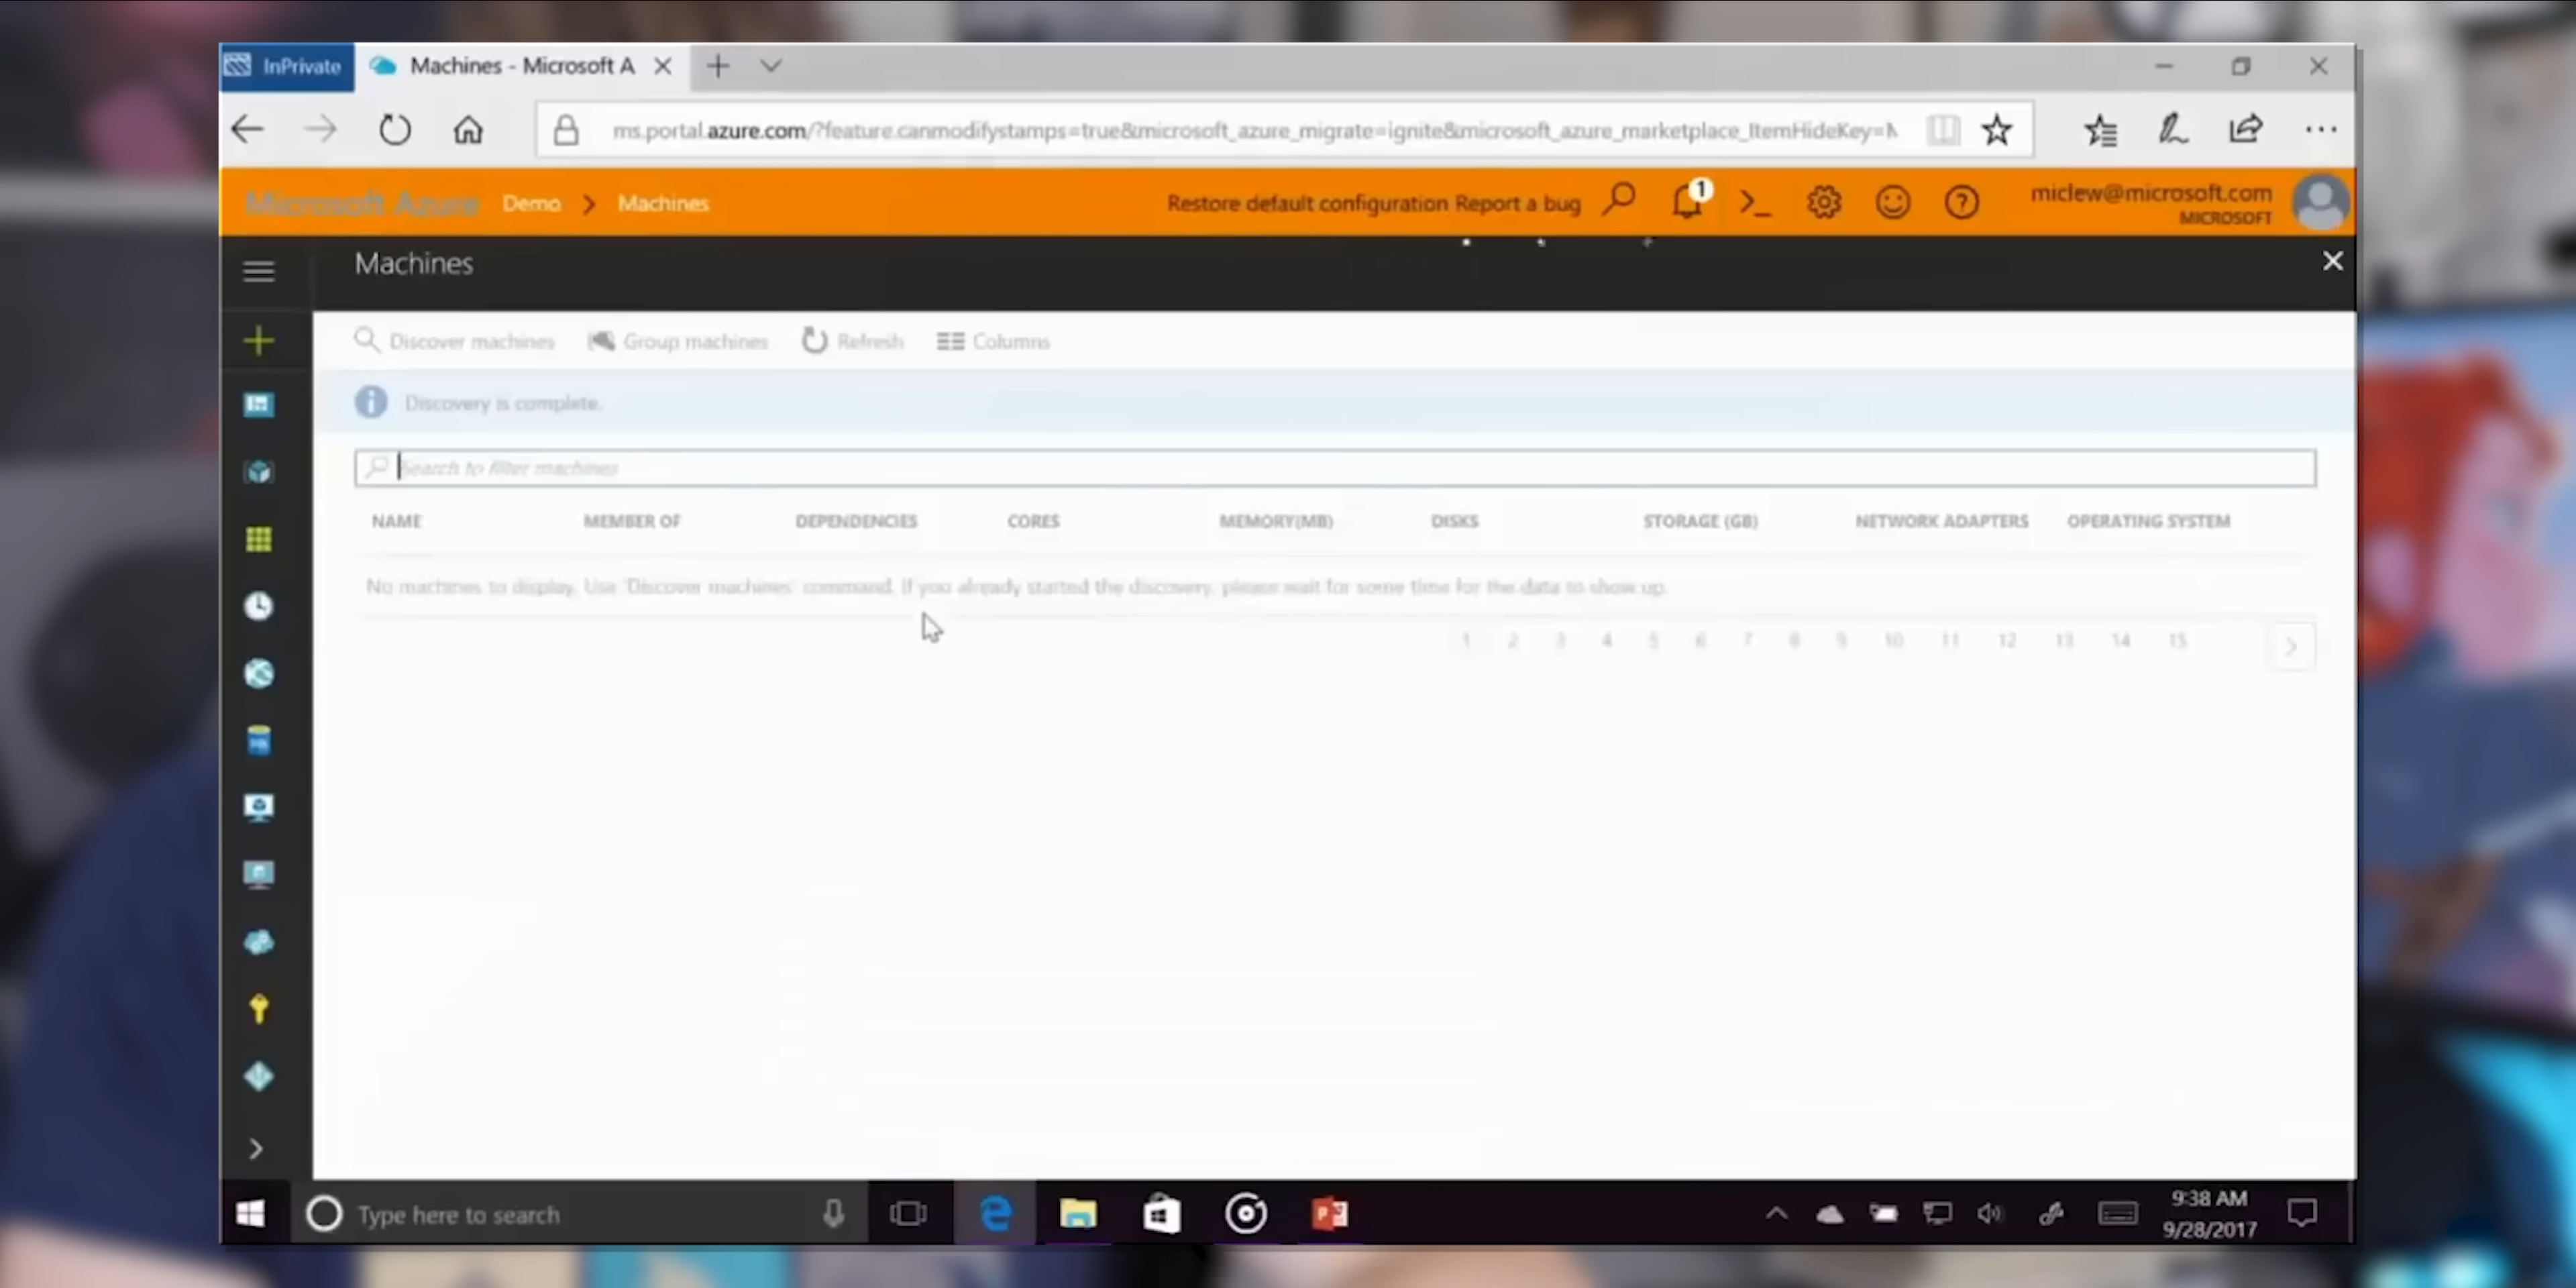 InPrivate
Machines - Microsoft A
ms.portal.azure.com/?feature.canmodifystamps=true&microsoft_azure_migrate=ignite&microsoft_azure_marketplace_ItemHideKey=M
Microsoft Azure Demo > Machines
Restore default configuration Report a bug
1
miclew@microsoft.com
MICROSOFT
Machines
Discover machines Group machines Refresh Columns
Discovery is complete.
Search to filter machines
NAME MEMBER OF DEPENDENCIES CORES MEMORY(MB) DISKS STORAGE (GB) NETWORK ADAPTERS OPERATING SYSTEM
No machines to display. Use 'Discover machines' command. If you already started the discovery, please wait for some time for the data to show up.
1 2 3 4 5 6 7 8 9 10 11 12 13 14 15
Type here to search
9:38 AM
9/28/2017